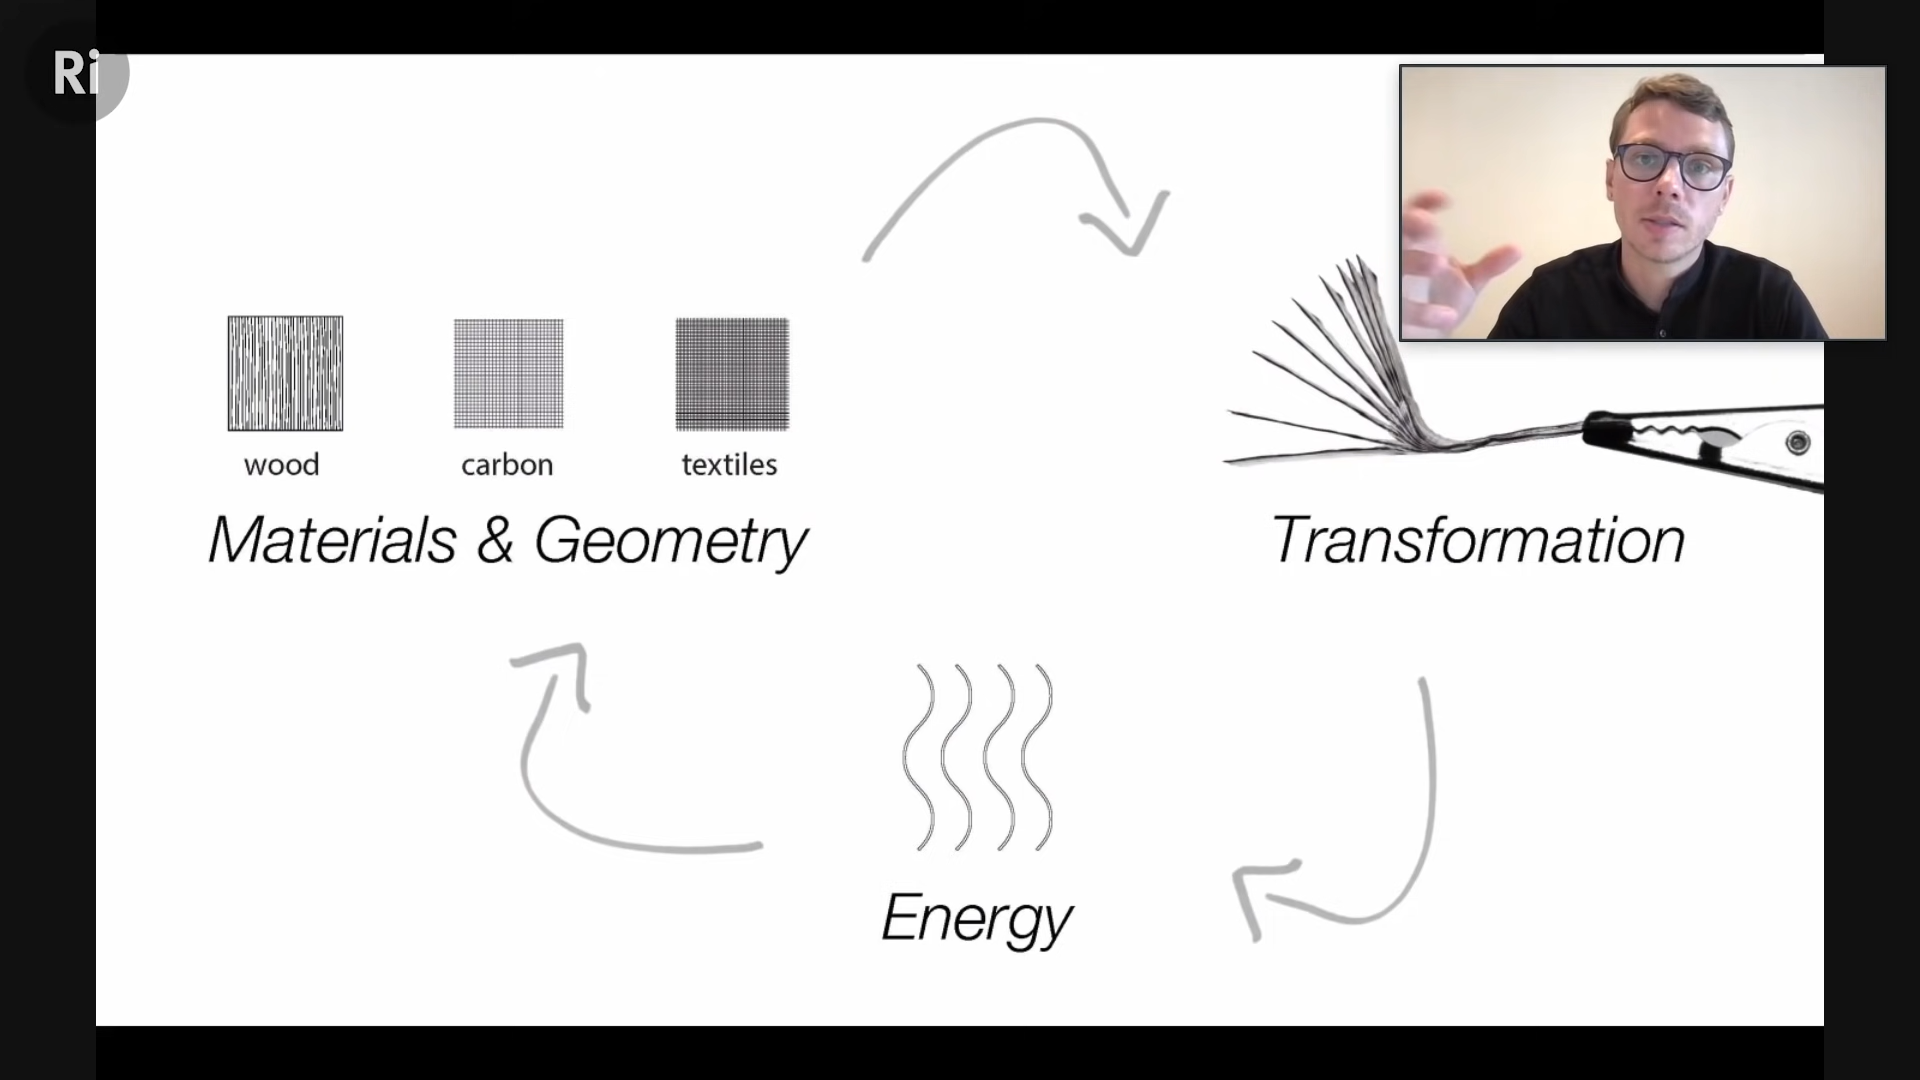 Ri
wood carbon textiles
Materials & Geometry
Transformation
Energy